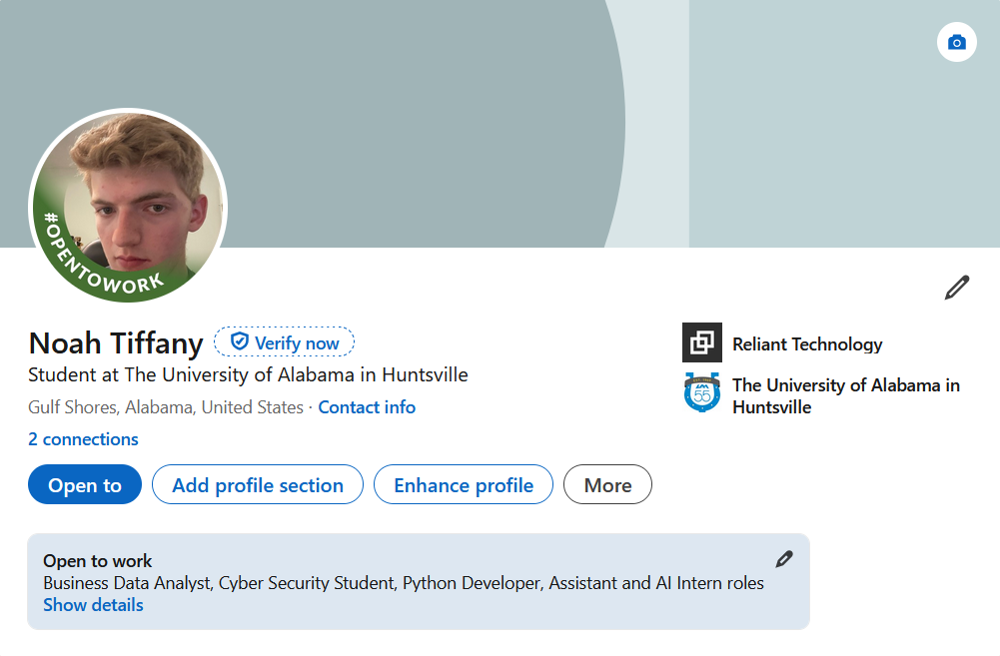 #OPENTOWORK
Noah Tiffany
Verify now
Student at The University of Alabama in Huntsville
Gulf Shores, Alabama, United States · Contact info
2 connections
Reliant Technology
55
The University of Alabama in
Huntsville
Open to
Add profile section
Enhance profile
More
Open to work
Business Data Analyst, Cyber Security Student, Python Developer, Assistant and AI Intern roles
Show details